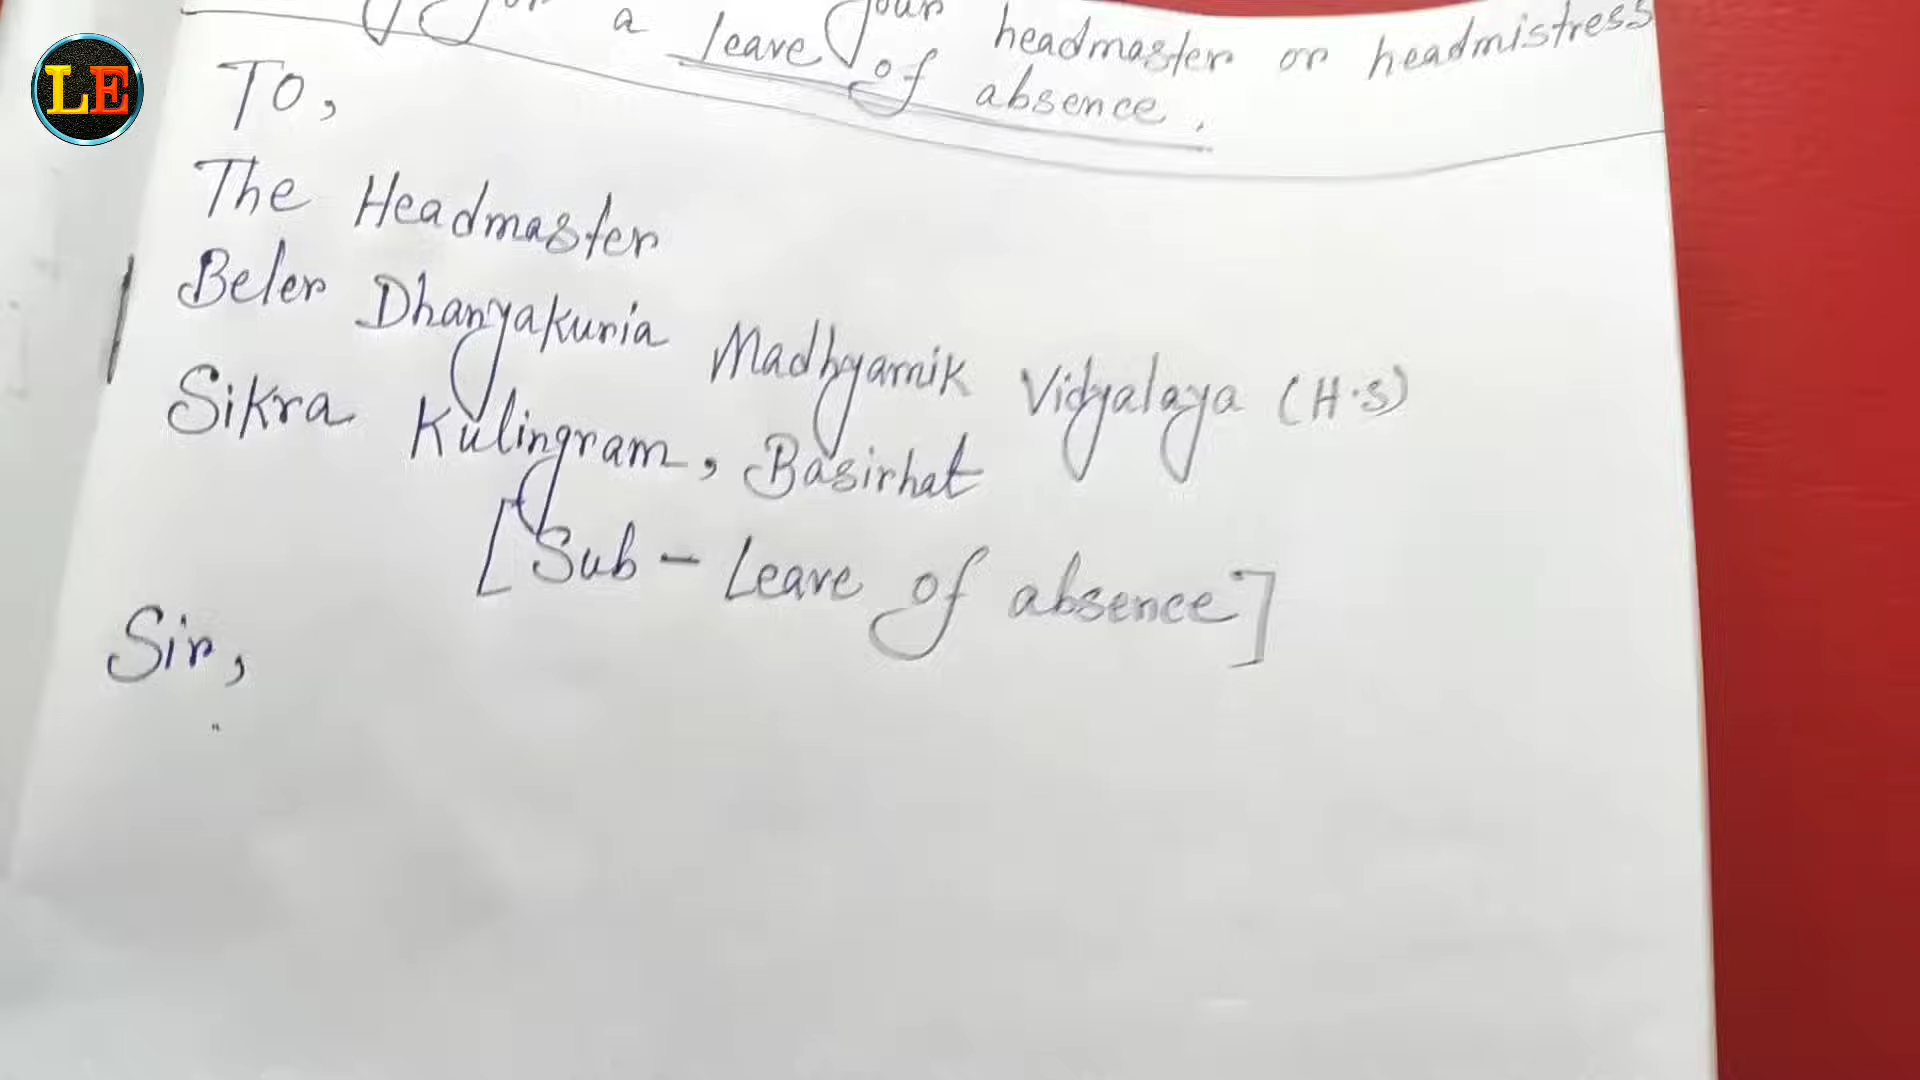 your headmaster or headmistress
a leave of absence.
LE
To,
The Headmaster
Beler Dhanyakuria Madhyamik Vidyalaya (H.S)
Sikra Kulingram, Basirhat
[Sub - Leave of absence]
Sir,